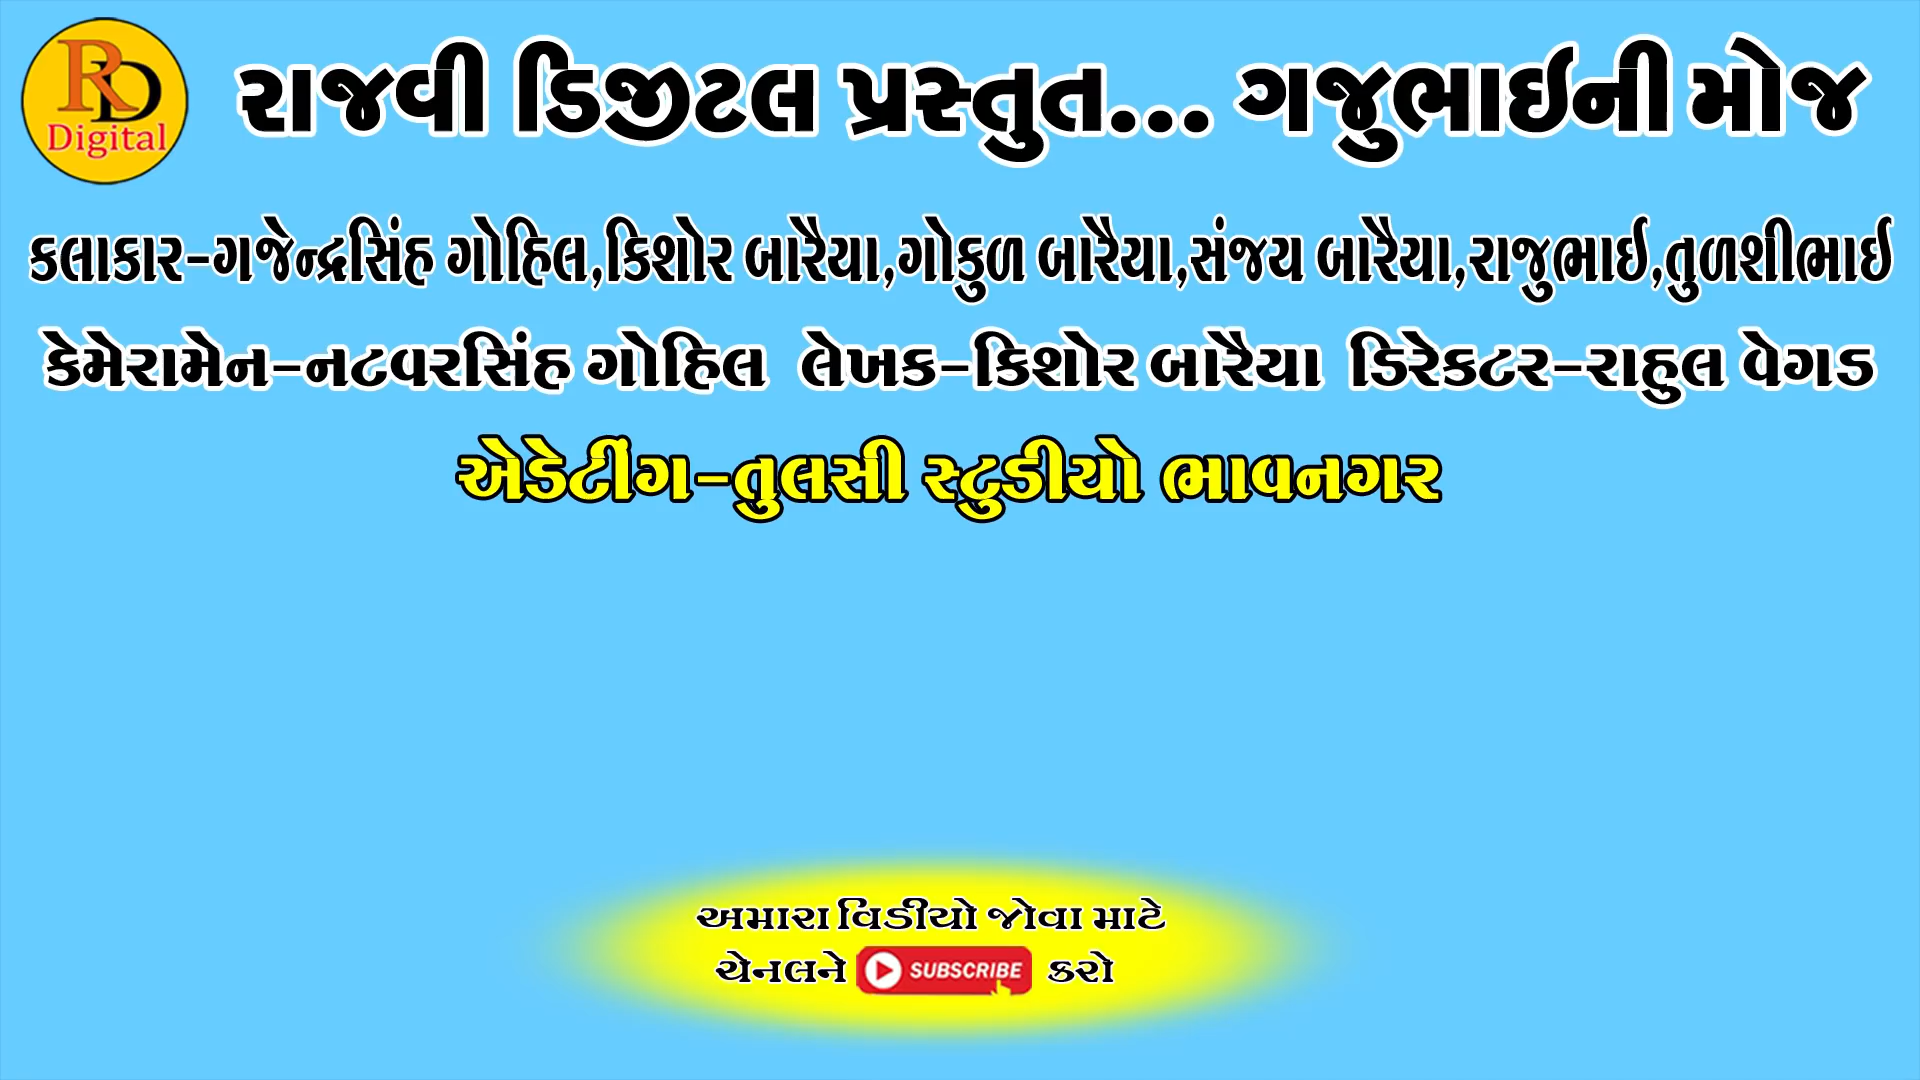 RD
Digital
રાજવી ડિજીટલ પ્રસ્તુત... ગજુભાઇની મોજ
કલાકાર-ગજેન્દ્રસિંહ ગોહિલ,કિશોર બારૈયા,ગોકુળ બારૈયા,સંજય બારૈયા,રાજુભાઈ,તુળશીભાઈ
કેમેરામેન-નટવરસિંહ ગોહિલ લેખક-કિશોર બારૈયા ડિરેકટર-રાહુલ વેગડ
એડેટીંગ-તુલસી સ્ટુડીયો ભાવનગર
અમારા વિડીયો જોવા માટે
ચેનલને SUBSCRIBE કરો